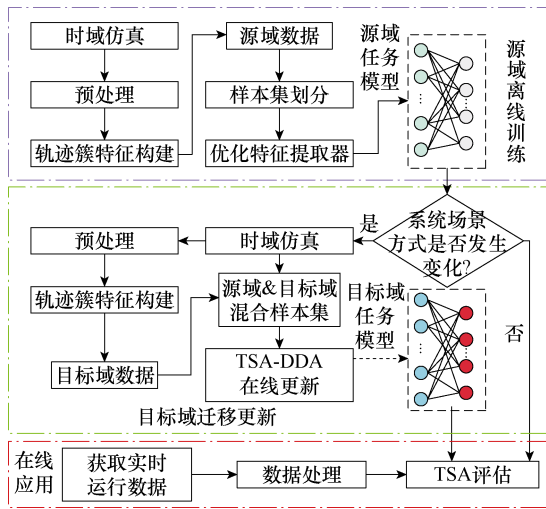 时域仿真
预处理
轨迹簇特征构建
源域数据
样本集划分
优化特征提取器
源域
任务
模型
源域离线训练
系统场景
方式是否发生
变化?
是
否
时域仿真
预处理
轨迹簇特征构建
目标域数据
源域&目标域
混合样本集
TSA-DDA
在线更新
目标域
任务
模型
目标域迁移更新
在线
应用
获取实时
运行数据
数据处理
TSA评估